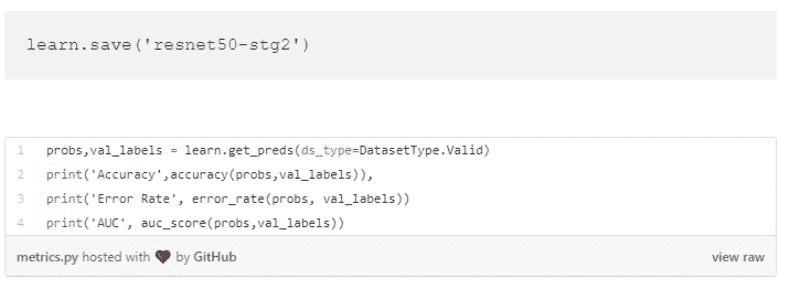 learn.save('resnet50-stg2')
1 probs,val_labels = learn.get_preds(ds_type=DatasetType.Valid)
2 print('Accuracy',accuracy(probs,val_labels)),
3 print('Error Rate', error_rate(probs, val_labels))
4 print('AUC', auc_score(probs,val_labels))
metrics.py hosted with ❤ by GitHub view raw